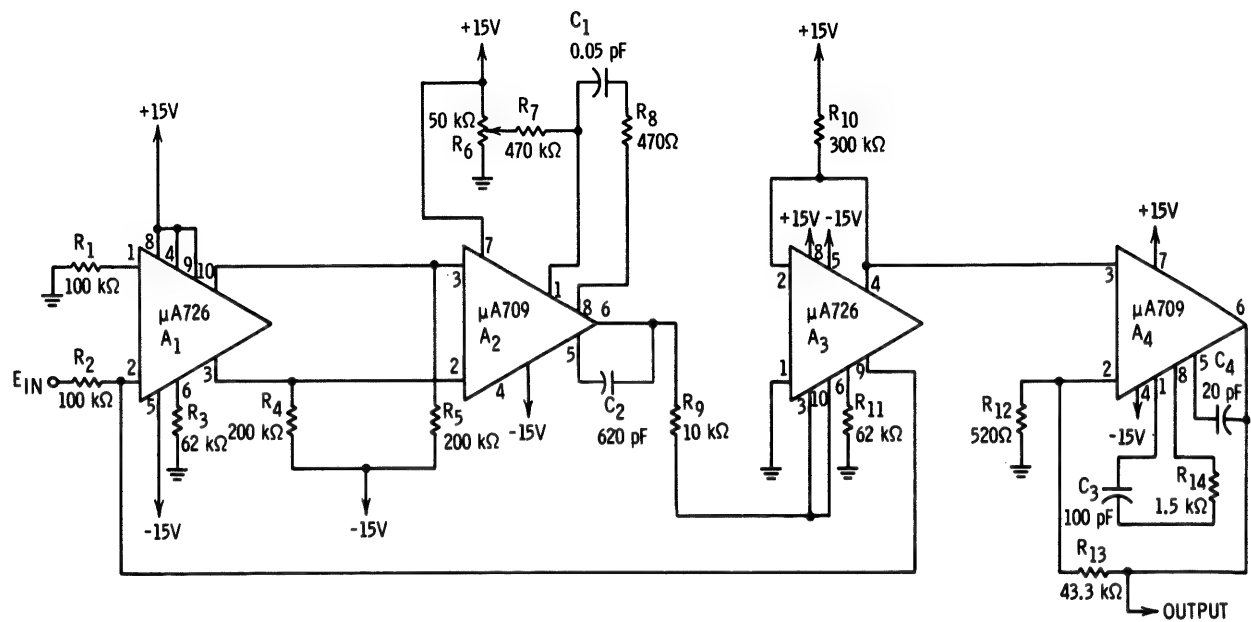 C1
0.05 pF
+15V
+15V
+15V
50 kΩ
R6
R7
470 kΩ
R8
470Ω
R10
300 kΩ
R1
100 kΩ
1
8
4
9
10
μA726
A1
EIN
R2
100 kΩ
2
5
6
3
R3
62 kΩ
-15V
R4
200 kΩ
R5
200 kΩ
-15V
7
3
1
8
6
μA709
A2
2
5
4
-15V
C2
620 pF
R9
10 kΩ
+15V
-15V
8
5
2
4
μA726
A3
1
3
10
6
9
R11
62 kΩ
+15V
7
3
μA709
A4
6
2
4
1
8
5
C4
20 pF
-15V
R12
520Ω
C3
100 pF
R14
1.5 kΩ
R13
43.3 kΩ
OUTPUT